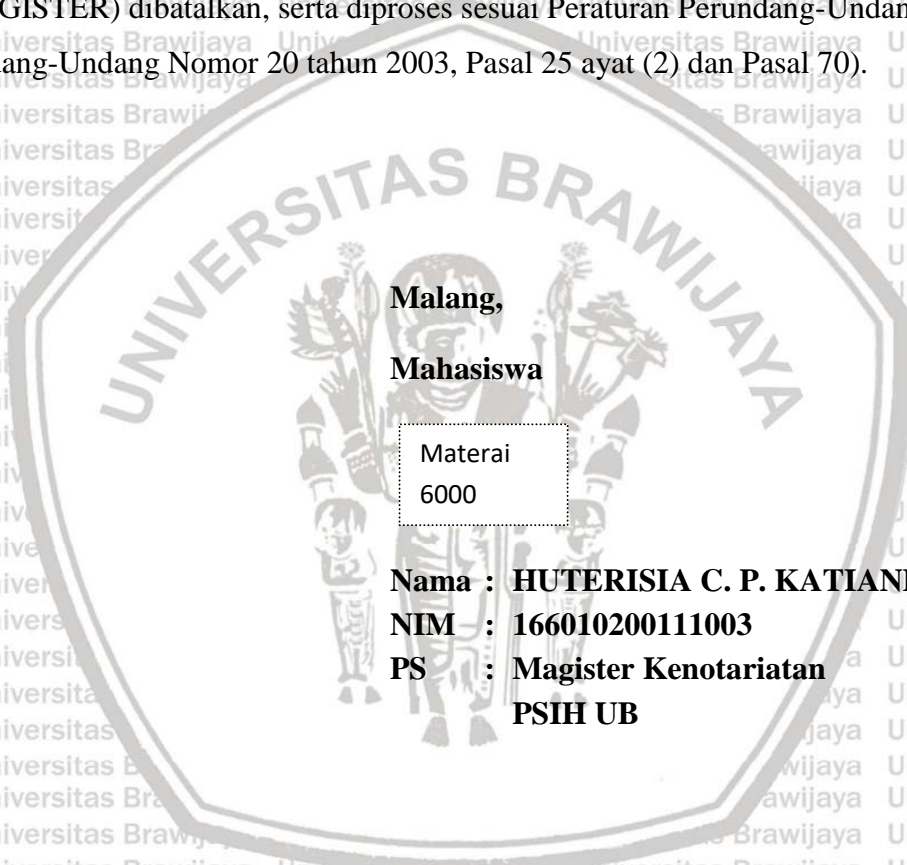 GISTER) dibatalkan, serta diproses sesuai Peraturan Perundang-Undan
ang-Undang Nomor 20 tahun 2003, Pasal 25 ayat (2) dan Pasal 70).
UNIVERSITAS BRAWIJAYA
Malang,
Mahasiswa
Materai
6000
Nama : HUTERISIA C. P. KATIAN
NIM : 166010200111003
PS : Magister Kenotariatan
PSIH UB